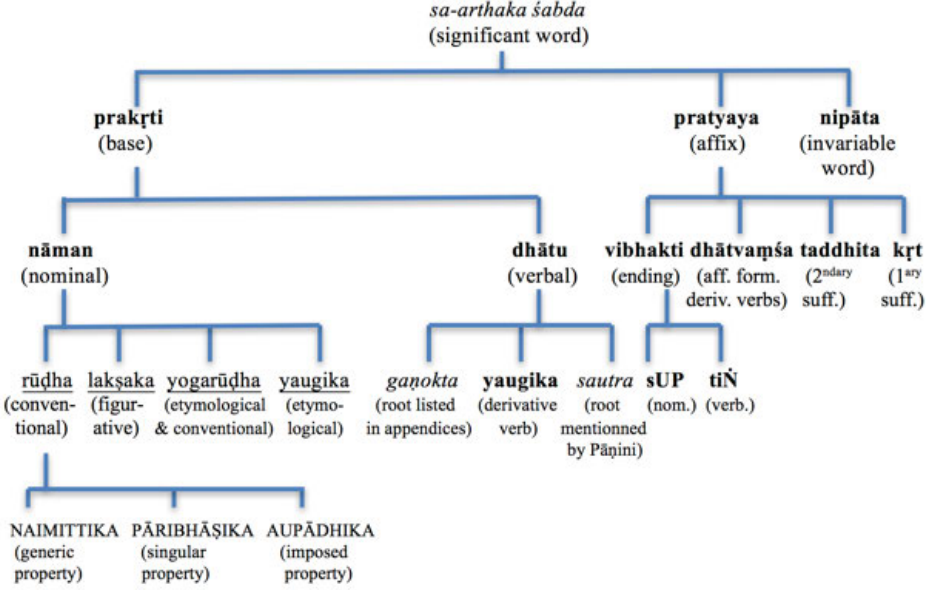 sa-arthaka śabda
(significant word)
prakṛti
(base)
pratyaya
(affix)
nipāta
(invariable
word)
nāman
(nominal)
dhātu
(verbal)
vibhakti
(ending)
dhātvaṃśa
(aff. form.
deriv. verbs)
taddhita
(2ndary
suff.)
kṛt
(1ary
suff.)
rūḍha
(conven-
tional)
lakṣaka
(figur-
ative)
yogarūḍha
(etymological
& conventional)
yaugika
(etymo-
logical)
gaṇokta
(root listed
in appendices)
yaugika
(derivative
verb)
sautra
(root
mentionned
by Pāṇini)
sUP
(nom.)
tiṄ
(verb.)
NAIMITTIKA
(generic
property)
PĀRIBHĀṢIKA
(singular
property)
AUPĀDHIKA
(imposed
property)